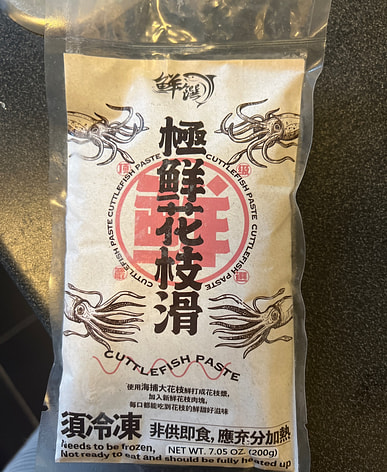 鮮饌
極鮮花枝滑
頂級
鮮
CUTTLEFISH PASTE CUTTLEFISH PASTE
CUTTLEFISH PASTE CUTTLEFISH PASTE
CUTTLEFISH PASTE
使用海捕大花枝鮮打成花枝漿,
加入新鮮花枝肉塊,
每口都能吃到花枝的鮮甜好滋味
須冷凍 非供即食,應充分加熱
Needs to be frozen, NET WT. 7.05 OZ. (200g)
Not ready to eat and should be fully heated up